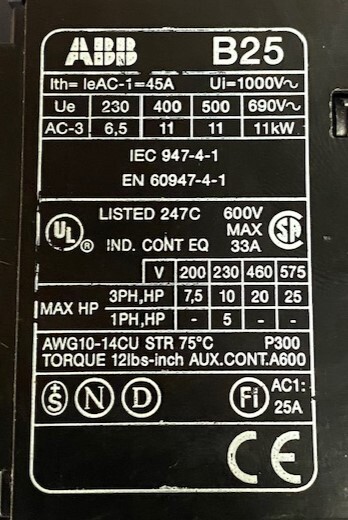 ABB B25
Ith= IeAC-1=45A Ui=1000V~
Ue 230 400 500 690V~
AC-3 6,5 11 11 11kW
IEC 947-4-1
EN 60947-4-1
UL® LISTED 247C 600V SA
IND. CONT EQ MAX
33A
V 200 230 460 575
MAX HP 3PH,HP 7,5 10 20 25
1PH,HP - 5 - -
AWG10-14CU STR 75°C P300
TORQUE 12lbs-inch AUX.CONT.A600
S N D FI AC1:
25A
CE